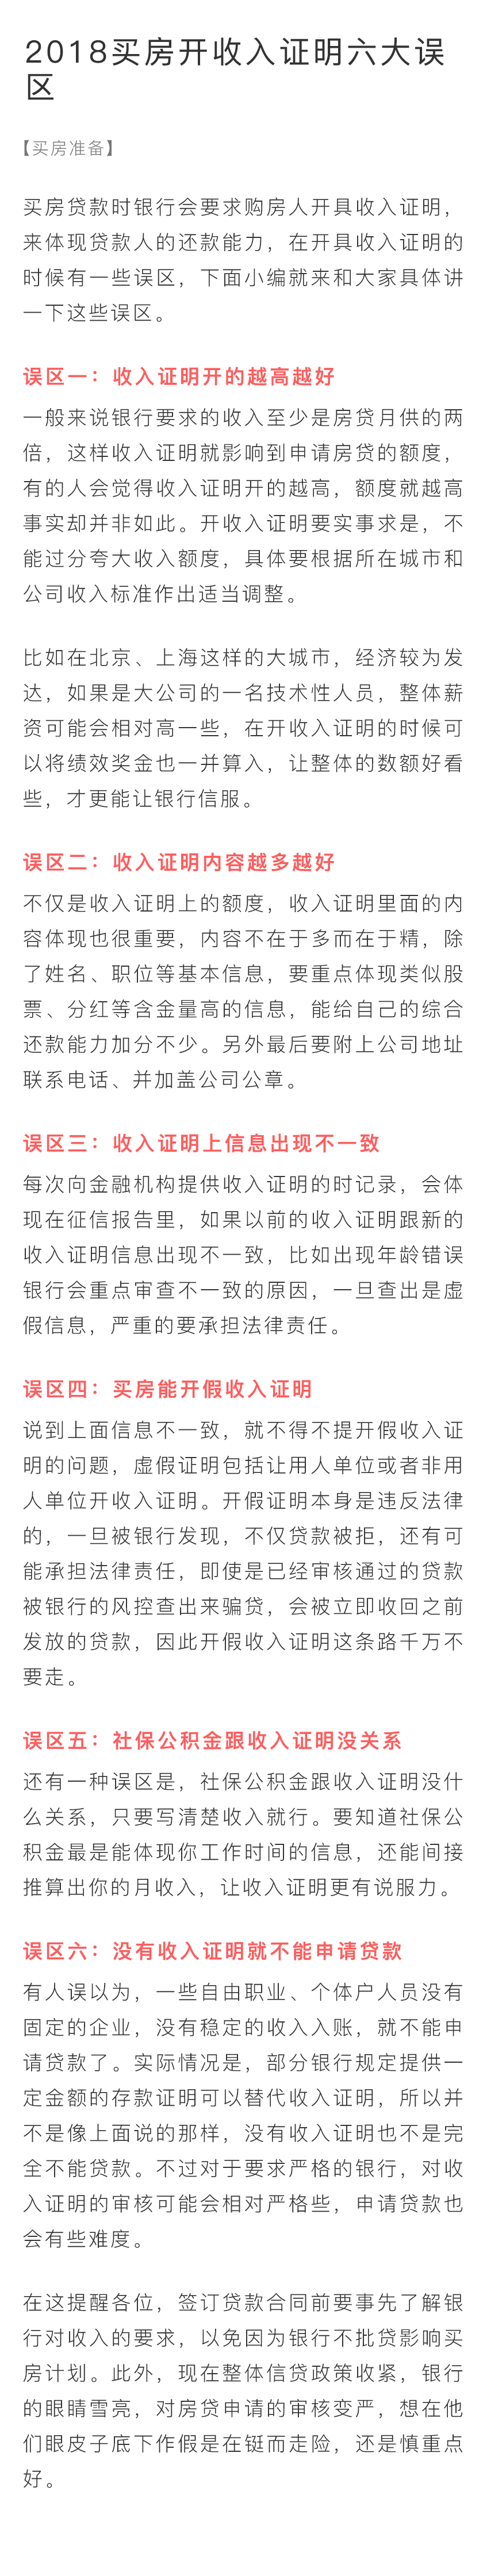 2018买房开收入证明六大误
区
【买房准备】
买房贷款时银行会要求购房人开具收入证明，
来体现贷款人的还款能力，在开具收入证明的
时候有一些误区，下面小编就来和大家具体讲
一下这些误区。
误区一：收入证明开的越高越好
一般来说银行要求的收入至少是房贷月供的两
倍，这样收入证明就影响到申请房贷的额度，
有的人会觉得收入证明开的越高，额度就越高
事实却并非如此。开收入证明要实事求是，不
能过分夸大收入额度，具体要根据所在城市和
公司收入标准作出适当调整。
比如在北京、上海这样的大城市，经济较为发
达，如果是大公司的一名技术性人员，整体薪
资可能会相对高一些，在开收入证明的时候可
以将绩效奖金也一并算入，让整体的数额好看
些，才更能让银行信服。
误区二：收入证明内容越多越好
不仅是收入证明上的额度，收入证明里面的内
容体现也很重要，内容不在于多而在于精，除
了姓名、职位等基本信息，要重点体现类似股
票、分红等含金量高的信息，能给自己的综合
还款能力加分不少。另外最后要附上公司地址
联系电话、并加盖公司公章。
误区三：收入证明上信息出现不一致
每次向金融机构提供收入证明的时记录，会体
现在征信报告里，如果以前的收入证明跟新的
收入证明信息出现不一致，比如出现年龄错误
银行会重点审查不一致的原因，一旦查出是虚
假信息，严重的要承担法律责任。
误区四：买房能开假收入证明
说到上面信息不一致，就不得不提开假收入证
明的问题，虚假证明包括让用人单位或者非用
人单位开收入证明。开假证明本身是违反法律
的，一旦被银行发现，不仅贷款被拒，还有可
能承担法律责任，即使是已经审核通过的贷款
被银行的风控查出来骗贷，会被立即收回之前
发放的贷款，因此开假收入证明这条路千万不
要走。
误区五：社保公积金跟收入证明没关系
还有一种误区是，社保公积金跟收入证明没什
么关系，只要写清楚收入就行。要知道社保公
积金最是能体现你工作时间的信息，还能间接
推算出你的月收入，让收入证明更有说服力。
误区六：没有收入证明就不能申请贷款
有人误以为，一些自由职业、个体户人员没有
固定的企业，没有稳定的收入入账，就不能申
请贷款了。实际情况是，部分银行规定提供一
定金额的存款证明可以替代收入证明，所以并
不是像上面说的那样，没有收入证明也不是完
全不能贷款。不过对于要求严格的银行，对收
入证明的审核可能会相对严格些，申请贷款也
会有些难度。
在这提醒各位，签订贷款合同前要事先了解银
行对收入的要求，以免因为银行不批贷影响买
房计划。此外，现在整体信贷政策收紧，银行
的眼睛雪亮，对房贷申请的审核变严，想在他
们眼皮子底下作假是在铤而走险，还是慎重点
好。